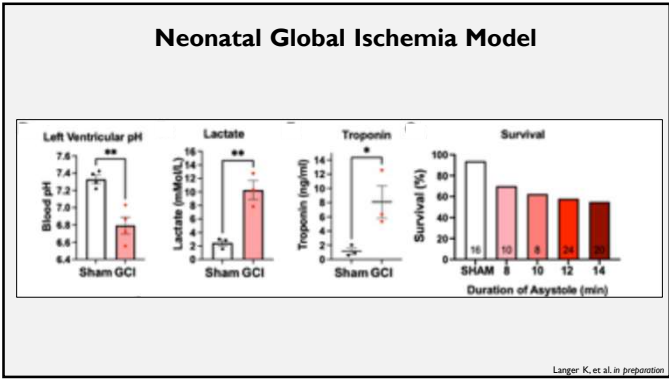 Neonatal Global Ischemia Model
Left Ventricular pH
Blood pH
7.6
7.4
7.2
7.0
6.8
6.6
6.4
**
Sham GCI
Lactate
Lactate (mMol/L)
16
14
12
10
8
6
4
2
0
**
Sham GCI
Troponin
Troponin (ng/ml)
14
12
10
8
6
4
2
0
*
Sham GCI
Survival
Survival (%)
100
80
60
40
20
0
16 10 8 24 20
SHAM 8 10 12 14
Duration of Asystole (min)
Langer K, et al. in preparation